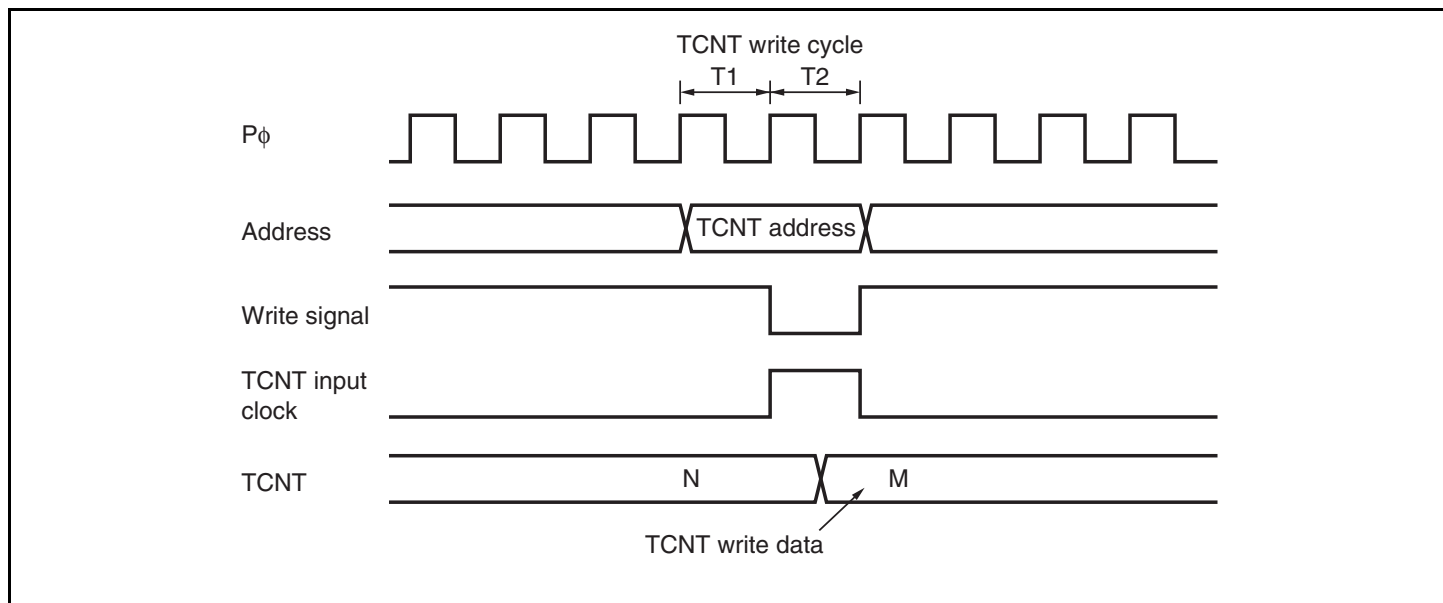 TCNT write cycle
T1 T2
Pϕ
Address
TCNT address
Write signal
TCNT input
clock
TCNT
N
M
TCNT write data